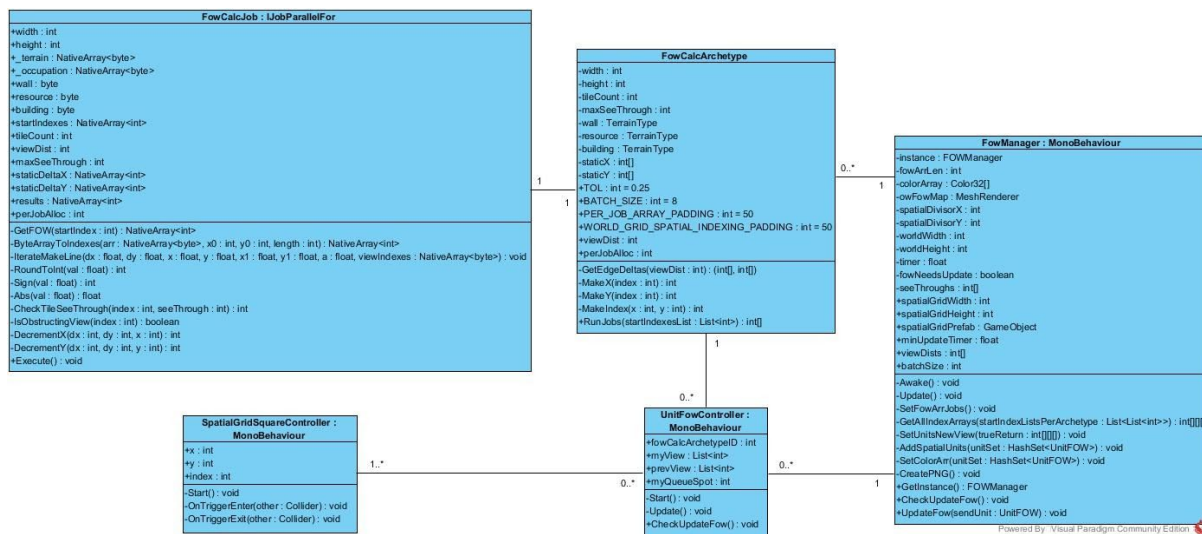 FowCalcJob : IJobParallelFor
+width : int
+height : int
+_terrain : NativeArray<byte>
+_occupation : NativeArray<byte>
+wall : byte
+resource : byte
+building : byte
+startIndexes : NativeArray<int>
+tileCount : int
+viewDist : int
+maxSeeThrough : int
+staticDeltaX : NativeArray<int>
+staticDeltaY : NativeArray<int>
+results : NativeArray<int>
+perJobAlloc : int
-GetFOW(startIndex : int) : NativeArray<int>
-ByteArrayToIndexes(arr : NativeArray<byte>, x0 : int, y0 : int, length : int) : NativeArray<int>
-IterateMakeLine(dx : float, dy : float, x : float, y : float, x1 : float, y1 : float, a : float, viewIndexes : NativeArray<byte>) : void
-RoundToInt(val : float) : int
-Sign(val : float) : int
-Abs(val : float) : float
-CheckTileSeeThrough(index : int, seeThrough : int) : int
-IsObstructingView(index : int) : boolean
-DecrementX(dx : int, dy : int, x : int) : int
-DecrementY(dx : int, dy : int, y : int) : int
+Execute() : void
1
1
FowCalcArchetype
-width : int
-height : int
-tileCount : int
-maxSeeThrough : int
-wall : TerrainType
-resource : TerrainType
-building : TerrainType
-staticX : int[]
-staticY : int[]
+TOL : int = 0.25
+BATCH_SIZE : int = 8
+PER_JOB_ARRAY_PADDING : int = 50
+WORLD_GRID_SPATIAL_INDEXING_PADDING : int = 50
+viewDist : int
+perJobAlloc : int
-GetEdgeDeltas(viewDist : int) : (int[], int[])
-MakeX(index : int) : int
-MakeY(index : int) : int
-MakeIndex(x : int, y : int) : int
+RunJobs(startIndexesList : List<int>) : int[]
0..*
1
FowManager : MonoBehaviour
-instance : FOWManager
-fowArrLen : int
-colorArray : Color32[]
-owFowMap : MeshRenderer
-spatialDivisorX : int
-spatialDivisorY : int
-worldWidth : int
-worldHeight : int
-timer : float
-fowNeedsUpdate : boolean
-seeThroughs : int[]
+spatialGridWidth : int
+spatialGridHeight : int
+spatialGridPrefab : GameObject
+minUpdateTimer : float
+viewDists : int[]
+batchSize : int
-Awake() : void
-Update() : void
-SetFowArrJobs() : void
-GetAllIndexArrays(startIndexListsPerArchetype : List<List<int>>) : int[][][]
-SetUnitsNewView(trueReturn : int[][][]) : void
-AddSpatialUnits(unitSet : HashSet<UnitFOW>) : void
-SetColorArr(unitSet : HashSet<UnitFOW>) : void
-CreatePNG() : void
+GetInstance() : FOWManager
+CheckUpdateFow() : void
+UpdateFow(sendUnit : UnitFOW) : void
1
0..*
SpatialGridSquareController :
MonoBehaviour
+x : int
+y : int
+index : int
-Start() : void
-OnTriggerEnter(other : Collider) : void
-OnTriggerExit(other : Collider) : void
1..*
0..*
UnitFowController :
MonoBehaviour
+fowCalcArchetypeID : int
+myView : List<int>
+prevView : List<int>
+myQueueSpot : int
-Start() : void
-Update() : void
+CheckUpdateFow() : void
0..*
1
Powered By Visual Paradigm Community Edition